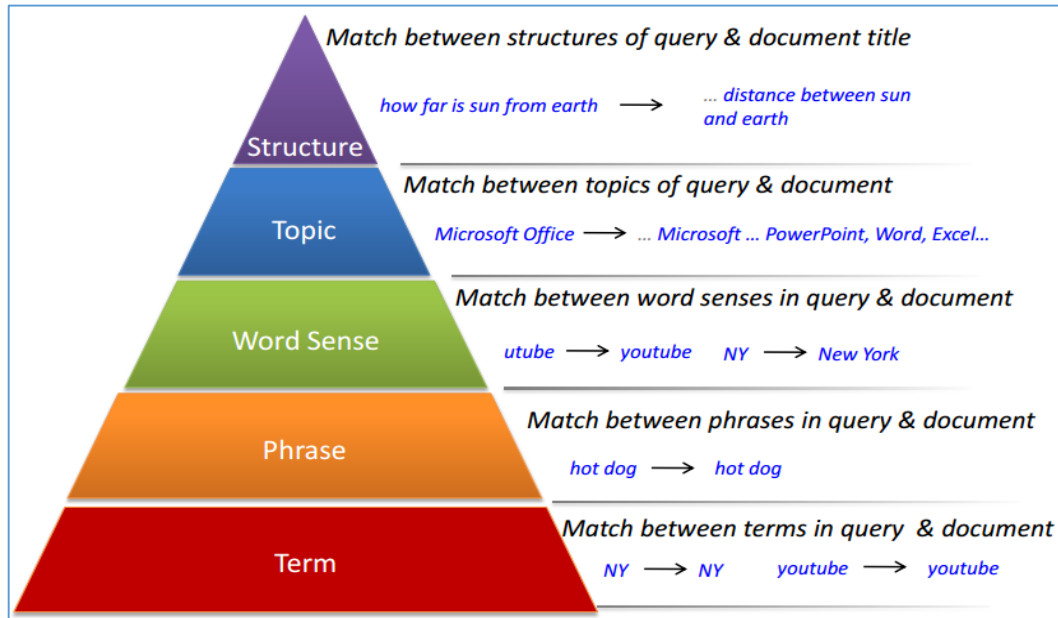 Match between structures of query & document title
how far is sun from earth → ... distance between sun
and earth
Structure
Match between topics of query & document
Topic
Microsoft Office → ... Microsoft ... PowerPoint, Word, Excel...
Match between word senses in query & document
Word Sense
utube → youtube NY → New York
Match between phrases in query & document
Phrase
hot dog → hot dog
Match between terms in query & document
Term
NY → NY youtube → youtube